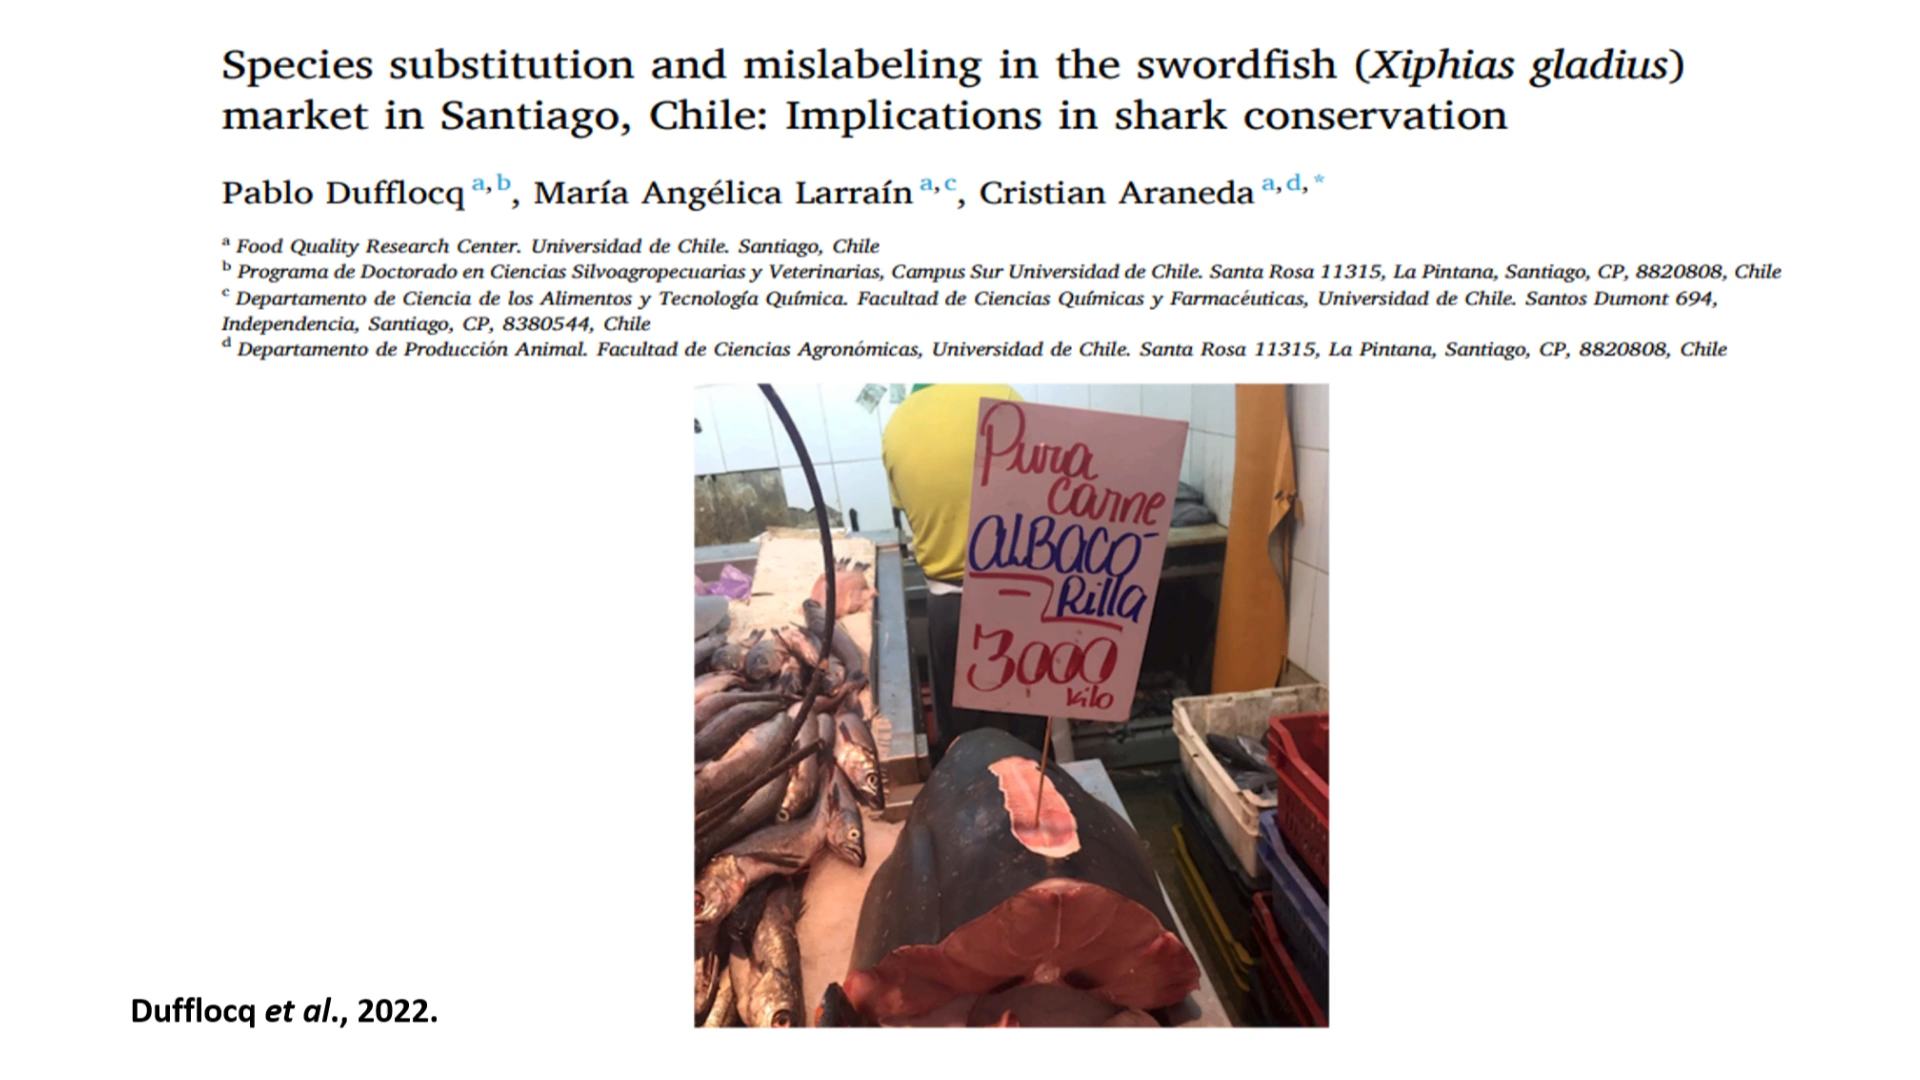 Species substitution and mislabeling in the swordfish (Xiphias gladius)
market in Santiago, Chile: Implications in shark conservation
Pablo Dufflocq a,b, María Angélica Larraín a,c, Cristian Araneda a,d,*
a Food Quality Research Center. Universidad de Chile. Santiago, Chile
b Programa de Doctorado en Ciencias Silvoagropecuarias y Veterinarias, Campus Sur Universidad de Chile. Santa Rosa 11315, La Pintana, Santiago, CP, 8820808, Chile
c Departamento de Ciencia de los Alimentos y Tecnología Química. Facultad de Ciencias Químicas y Farmacéuticas, Universidad de Chile. Santos Dumont 694,
Independencia, Santiago, CP, 8380544, Chile
d Departamento de Producción Animal. Facultad de Ciencias Agronómicas, Universidad de Chile. Santa Rosa 11315, La Pintana, Santiago, CP, 8820808, Chile
Pura
carne
alBaco-
Rilla
3000
kilo
Dufflocq et al., 2022.